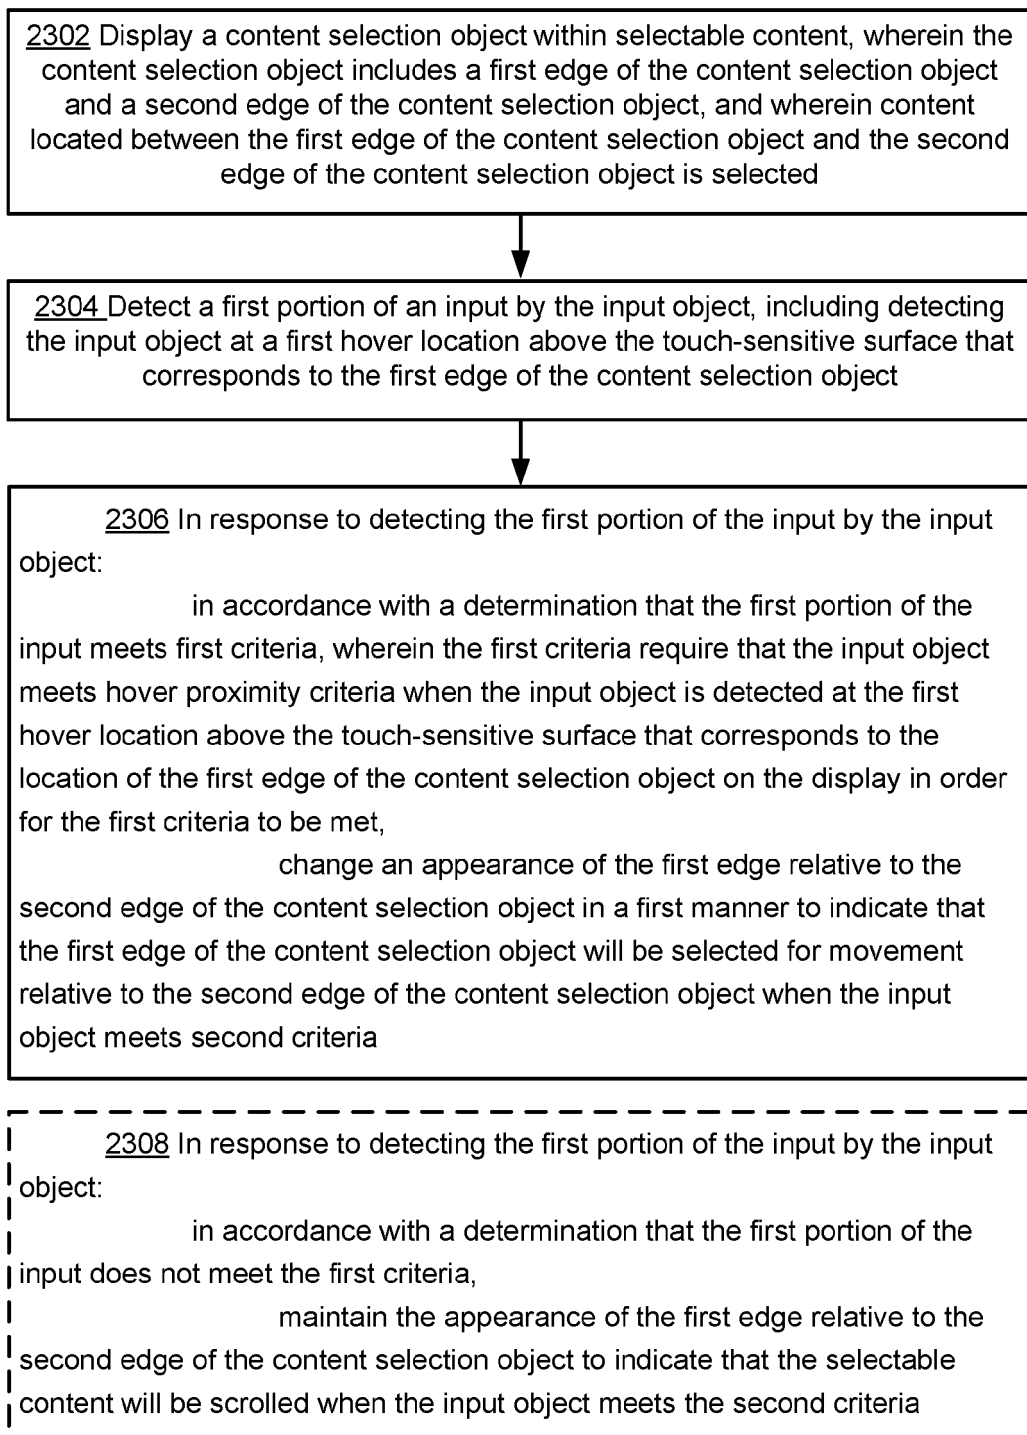 2302 Display a content selection object within selectable content, wherein the
content selection object includes a first edge of the content selection object
and a second edge of the content selection object, and wherein content
located between the first edge of the content selection object and the second
edge of the content selection object is selected
2304 Detect a first portion of an input by the input object, including detecting
the input object at a first hover location above the touch-sensitive surface that
corresponds to the first edge of the content selection object
2306 In response to detecting the first portion of the input by the input
object:
in accordance with a determination that the first portion of the
input meets first criteria, wherein the first criteria require that the input object
meets hover proximity criteria when the input object is detected at the first
hover location above the touch-sensitive surface that corresponds to the
location of the first edge of the content selection object on the display in order
for the first criteria to be met,
change an appearance of the first edge relative to the
second edge of the content selection object in a first manner to indicate that
the first edge of the content selection object will be selected for movement
relative to the second edge of the content selection object when the input
object meets second criteria
2308 In response to detecting the first portion of the input by the input
object:
in accordance with a determination that the first portion of the
input does not meet the first criteria,
maintain the appearance of the first edge relative to the
second edge of the content selection object to indicate that the selectable
content will be scrolled when the input object meets the second criteria